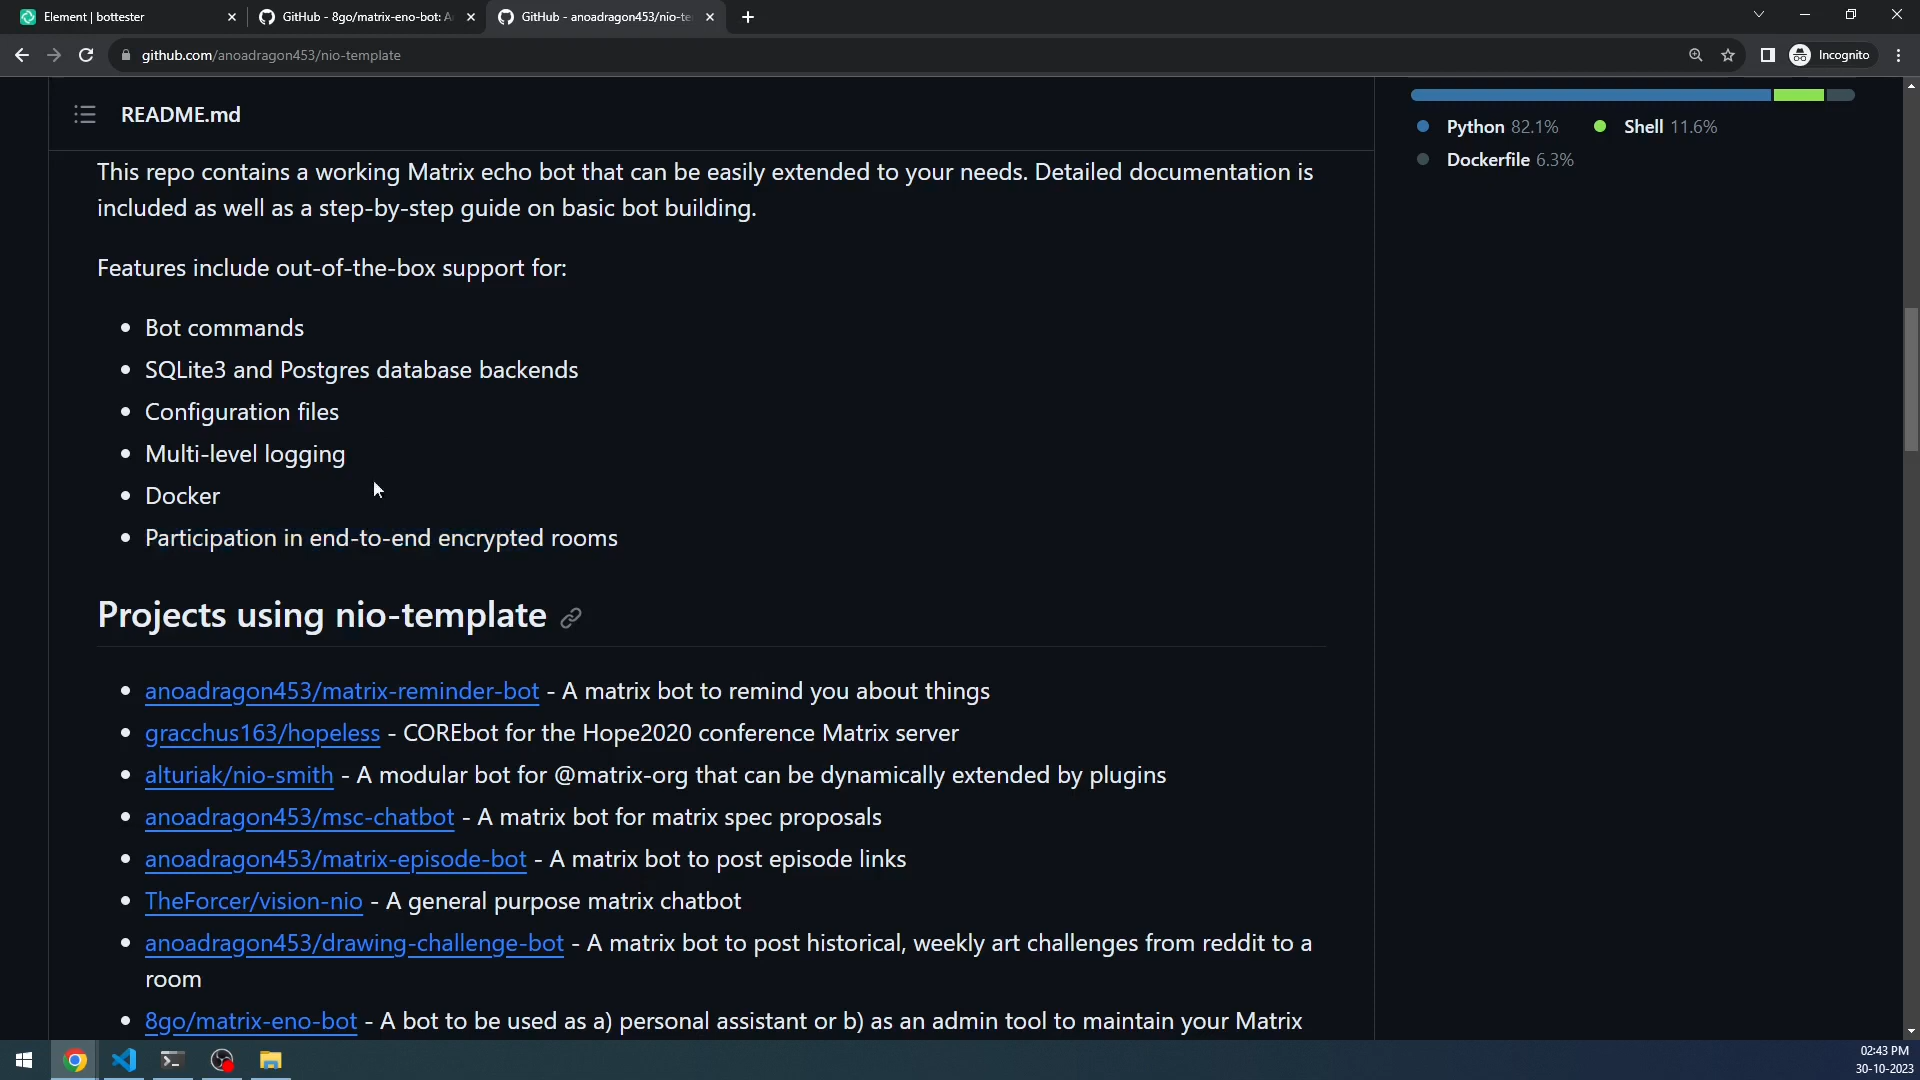 Element | bottester
GitHub - 8go/matrix-eno-bot: A
GitHub - anoadragon453/nio-te
github.com/anoadragon453/nio-template
Incognito
README.md
This repo contains a working Matrix echo bot that can be easily extended to your needs. Detailed documentation is
included as well as a step-by-step guide on basic bot building.
Features include out-of-the-box support for:
Bot commands
SQLite3 and Postgres database backends
Configuration files
Multi-level logging
Docker
Participation in end-to-end encrypted rooms
Projects using nio-template
anoadragon453/matrix-reminder-bot - A matrix bot to remind you about things
gracchus163/hopeless - COREbot for the Hope2020 conference Matrix server
alturiak/nio-smith - A modular bot for @matrix-org that can be dynamically extended by plugins
anoadragon453/msc-chatbot - A matrix bot for matrix spec proposals
anoadragon453/matrix-episode-bot - A matrix bot to post episode links
TheForcer/vision-nio - A general purpose matrix chatbot
anoadragon453/drawing-challenge-bot - A matrix bot to post historical, weekly art challenges from reddit to a
room
8go/matrix-eno-bot - A bot to be used as a) personal assistant or b) as an admin tool to maintain your Matrix
Python 82.1%
Shell 11.6%
Dockerfile 6.3%
02:43 PM
30-10-2023